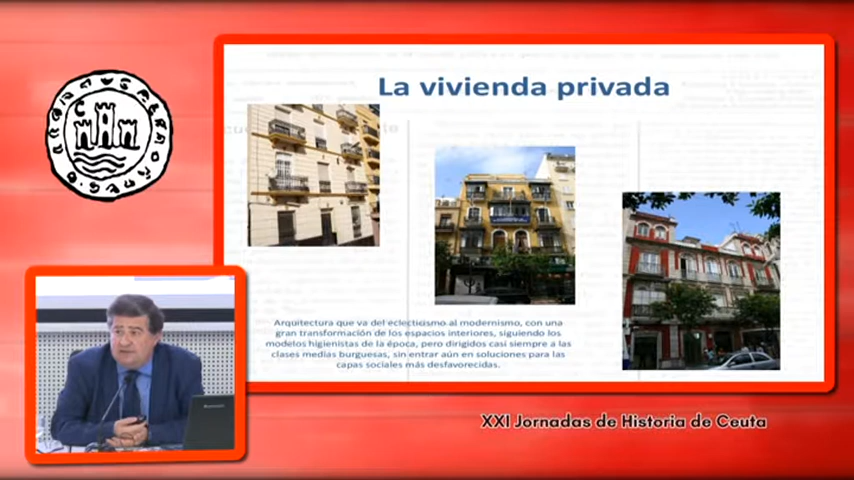 La vivienda privada
Arquitectura que va del eclecticismo al modernismo, con una
gran transformación de los espacios interiores, siguiendo los
modelos higienistas de la época, pero dirigidos casi siempre a las
clases medias burguesas, sin entrar aún en soluciones para las
capas sociales más desfavorecidas.
XXI Jornadas de Historia de Ceuta